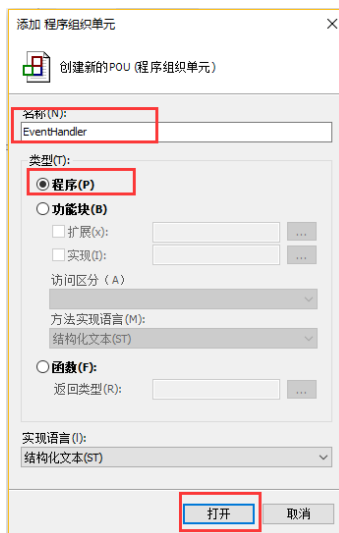 添加 程序组织单元
创建新的POU (程序组织单元)
名称(N):
EventHandler
类型(T):
程序(P)
功能块(B)
扩展(x):
...
实现(I):
...
访问区分 (A)
方法实现语言(M):
结构化文本(ST)
函数(F):
返回类型(R):
...
实现语言(I):
结构化文本(ST)
打开 取消